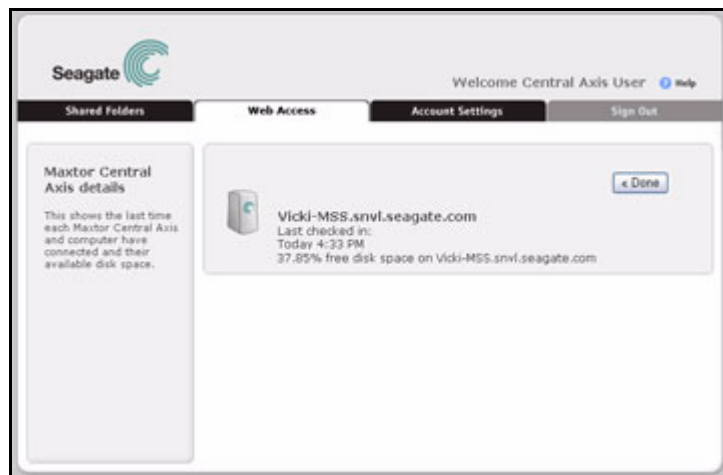 Seagate
Welcome Central Axis User
? Help
Shared Folders
Web Access
Account Settings
Sign Out
Maxtor Central
Axis details
This shows the last time
each Maxtor Central Axis
and computer have
connected and their
available disk space.
« Done
Vicki-MSS.snvl.seagate.com
Last checked in:
Today 4:33 PM
37.85% free disk space on Vicki-MSS.snvl.seagate.com